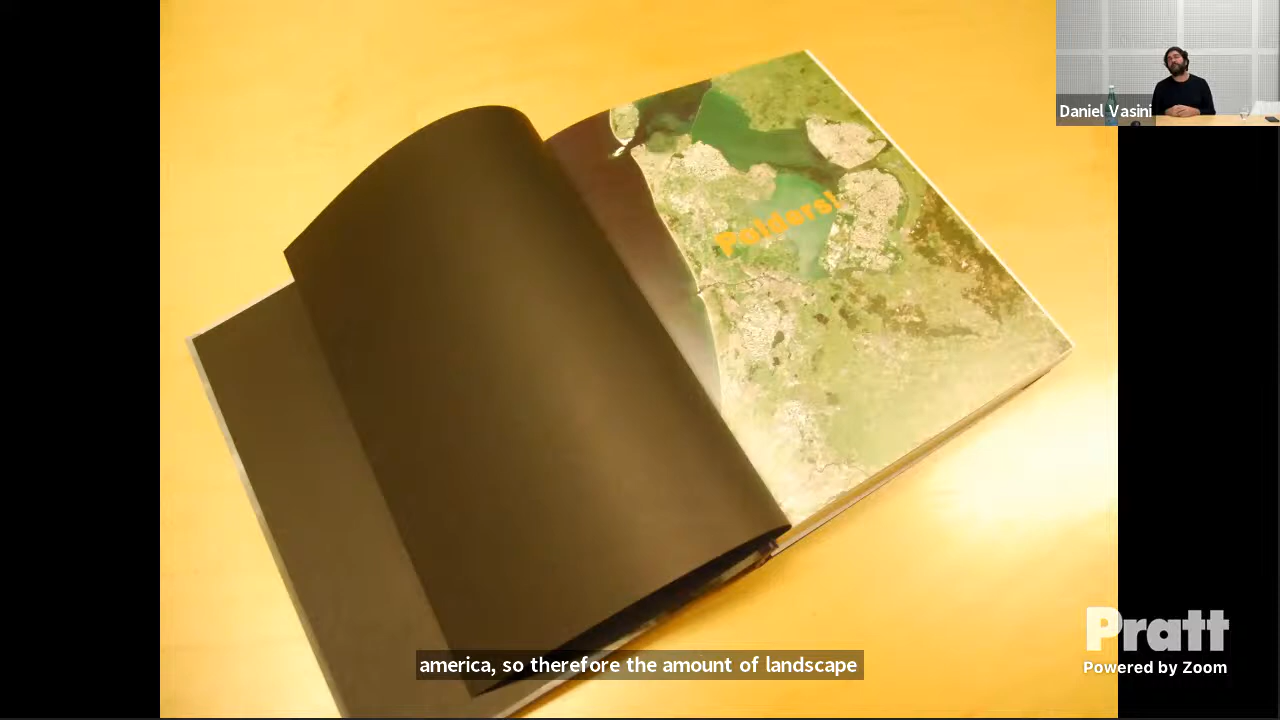 Daniel Vasini
Polders!
america, so therefore the amount of landscape
Pratt
Powered by Zoom